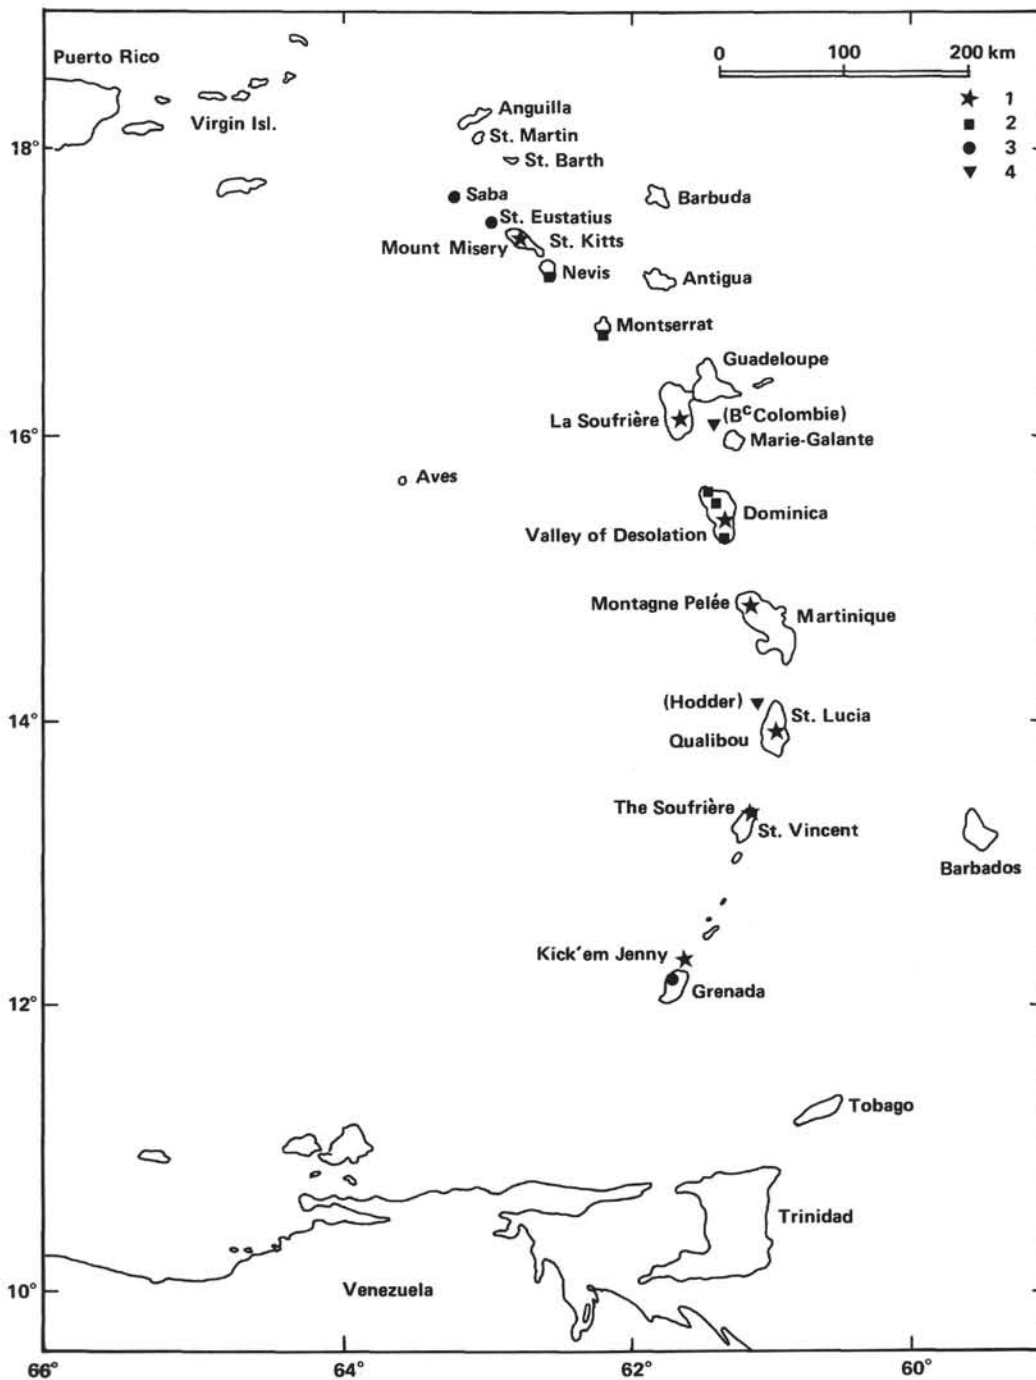 Puerto Rico
0 100 200 km
Virgin Isl.
Anguilla
1
St. Martin
2
18°
St. Barth
3
4
Saba
Barbuda
St. Eustatius
Mount Misery
St. Kitts
Nevis
Antigua
Montserrat
Guadeloupe
La Soufrière
(BᶜColombie)
16°
Marie-Galante
Aves
Dominica
Valley of Desolation
Montagne Pelée
Martinique
(Hodder)
14°
St. Lucia
Qualibou
The Soufrière
St. Vincent
Barbados
Kick'em Jenny
12°
Grenada
Tobago
Trinidad
10°
Venezuela
66° 64° 62° 60°